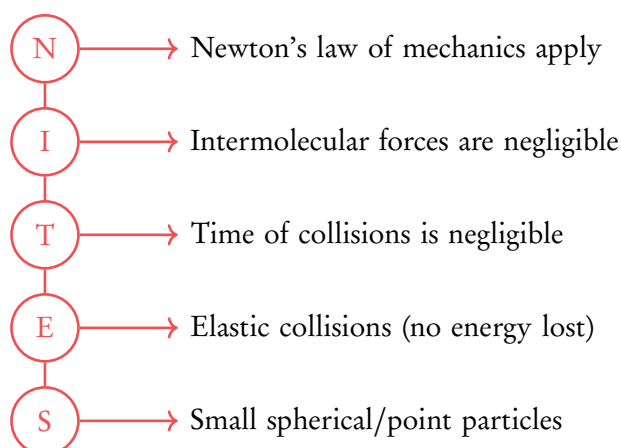 N Newton's law of mechanics apply
I Intermolecular forces are negligible
T Time of collisions is negligible
E Elastic collisions (no energy lost)
S Small spherical/point particles